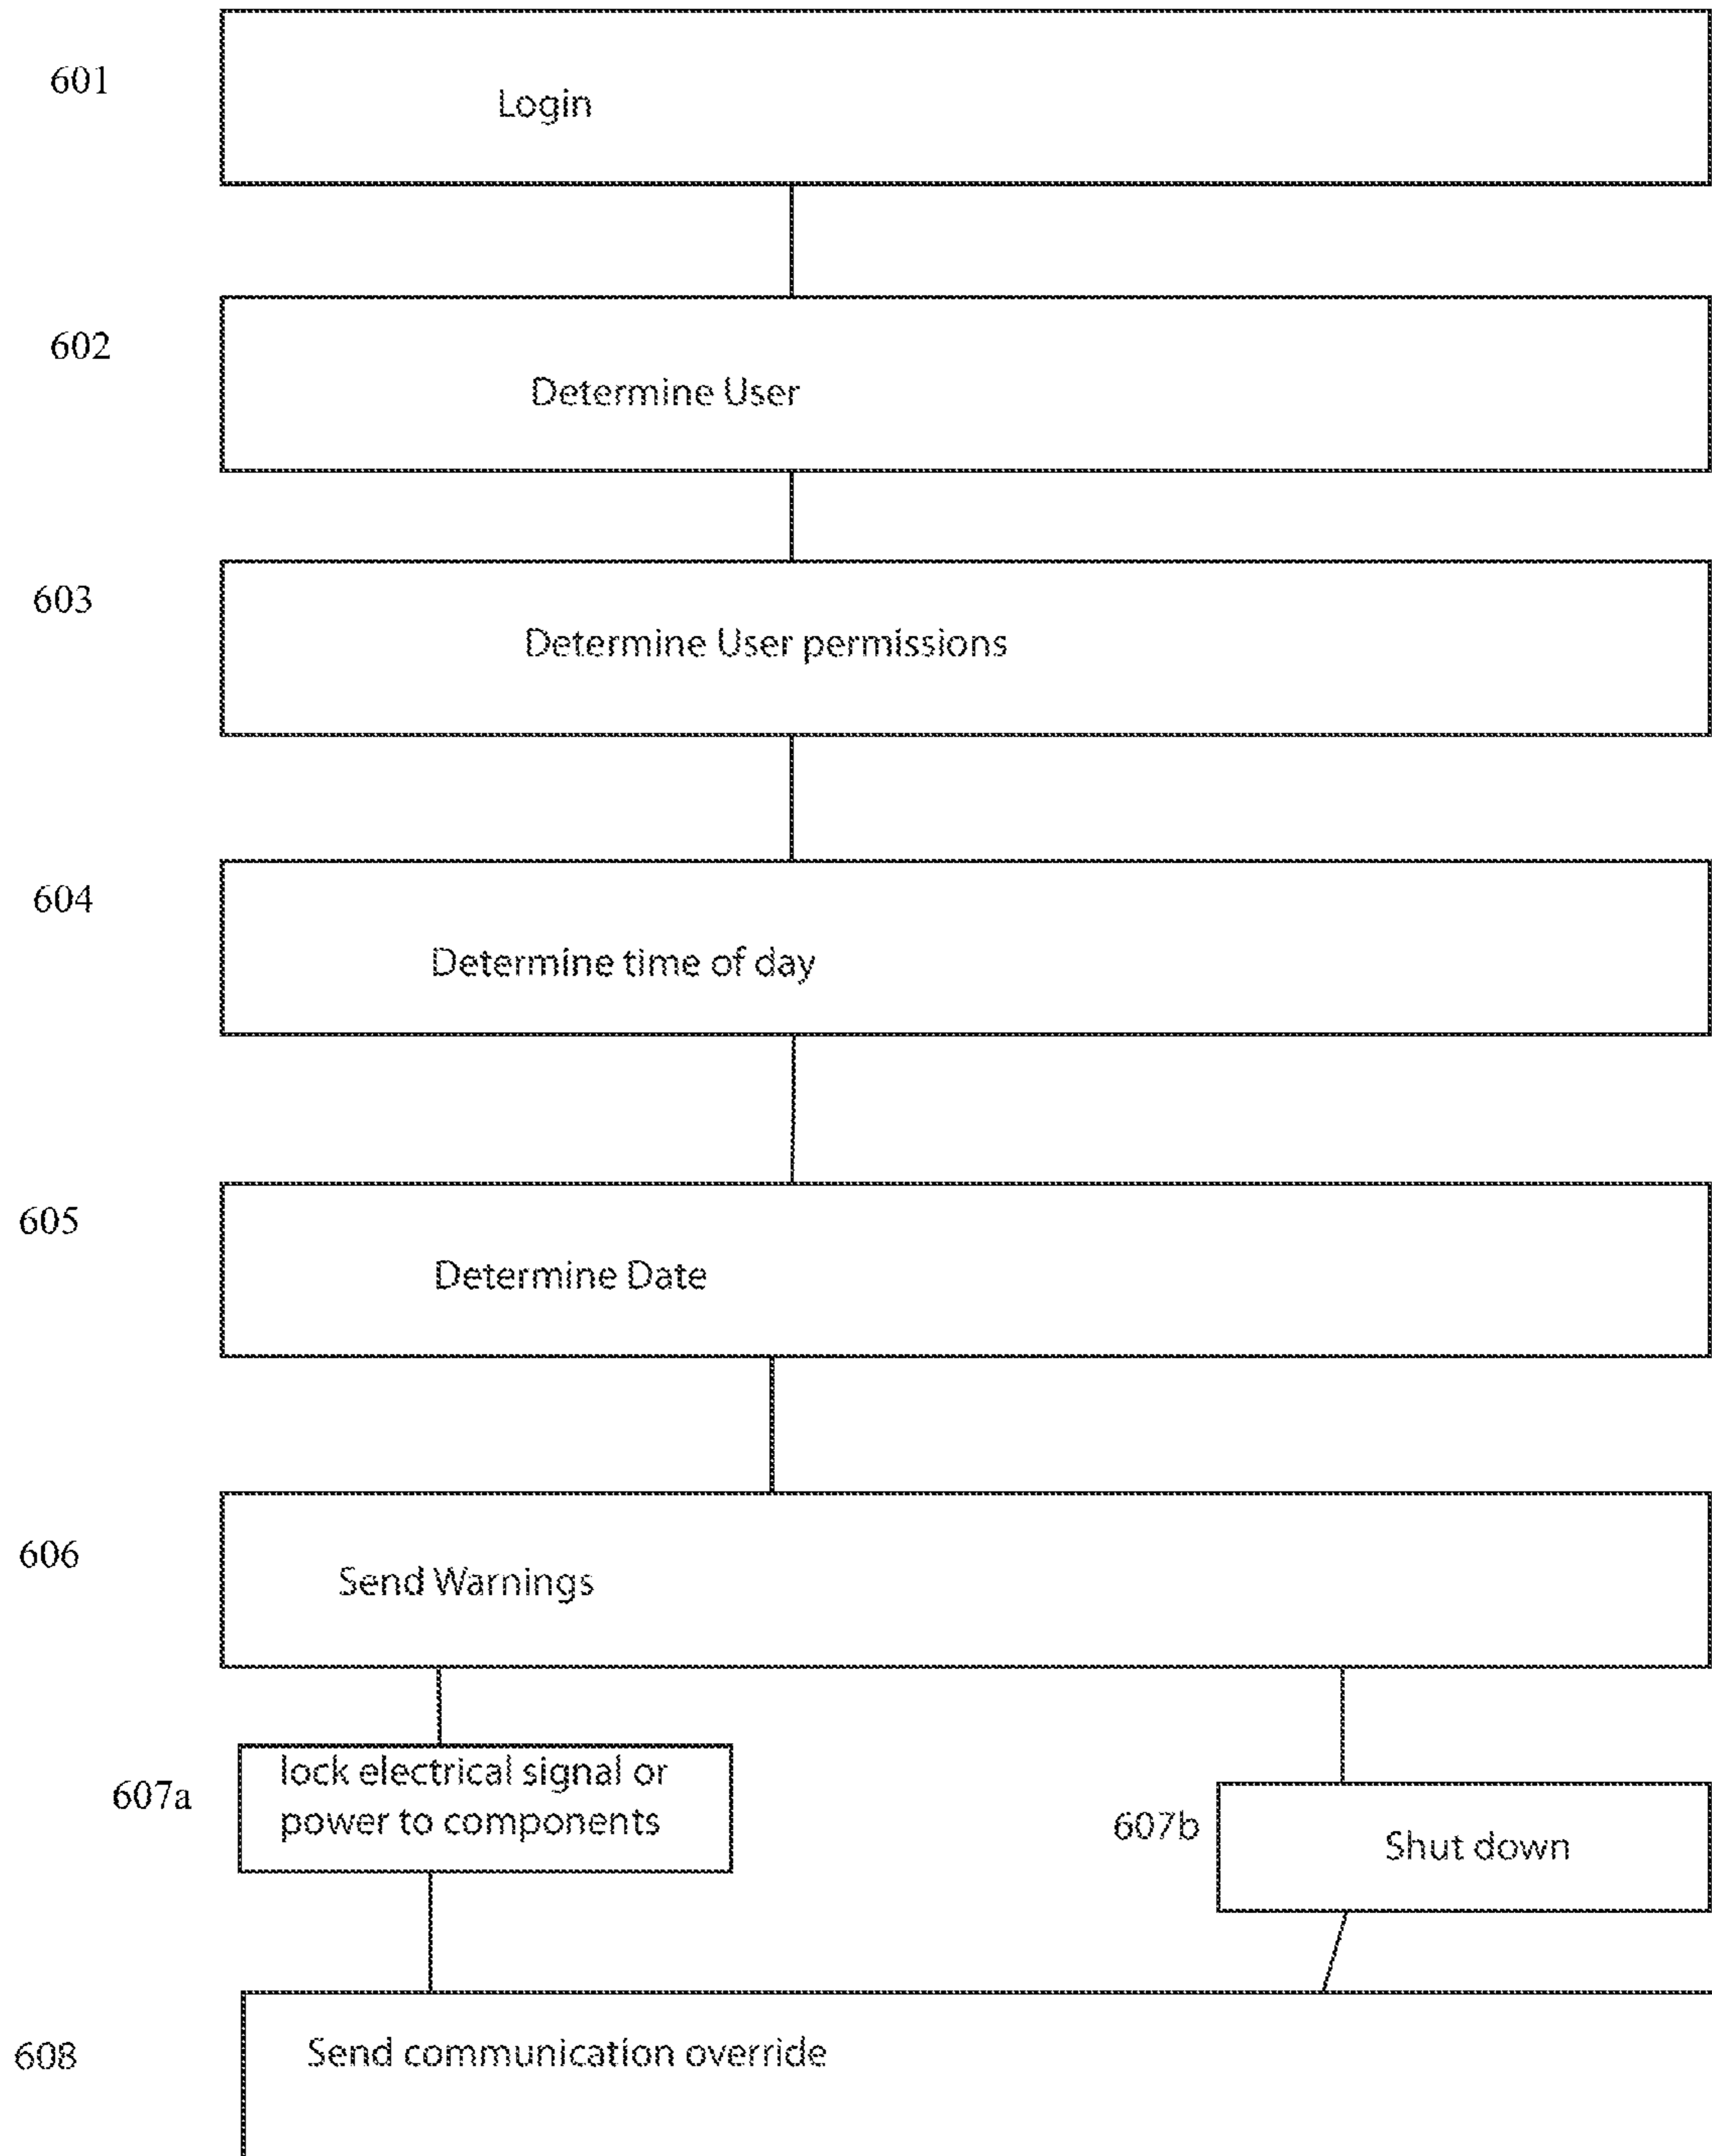 601
Login
602
Determine User
603
Determine User permissions
604
Determine time of day
605
Determine Date
606
Send Warnings
607a
lock electrical signal or
power to components
607b
Shut down
608
Send communication override